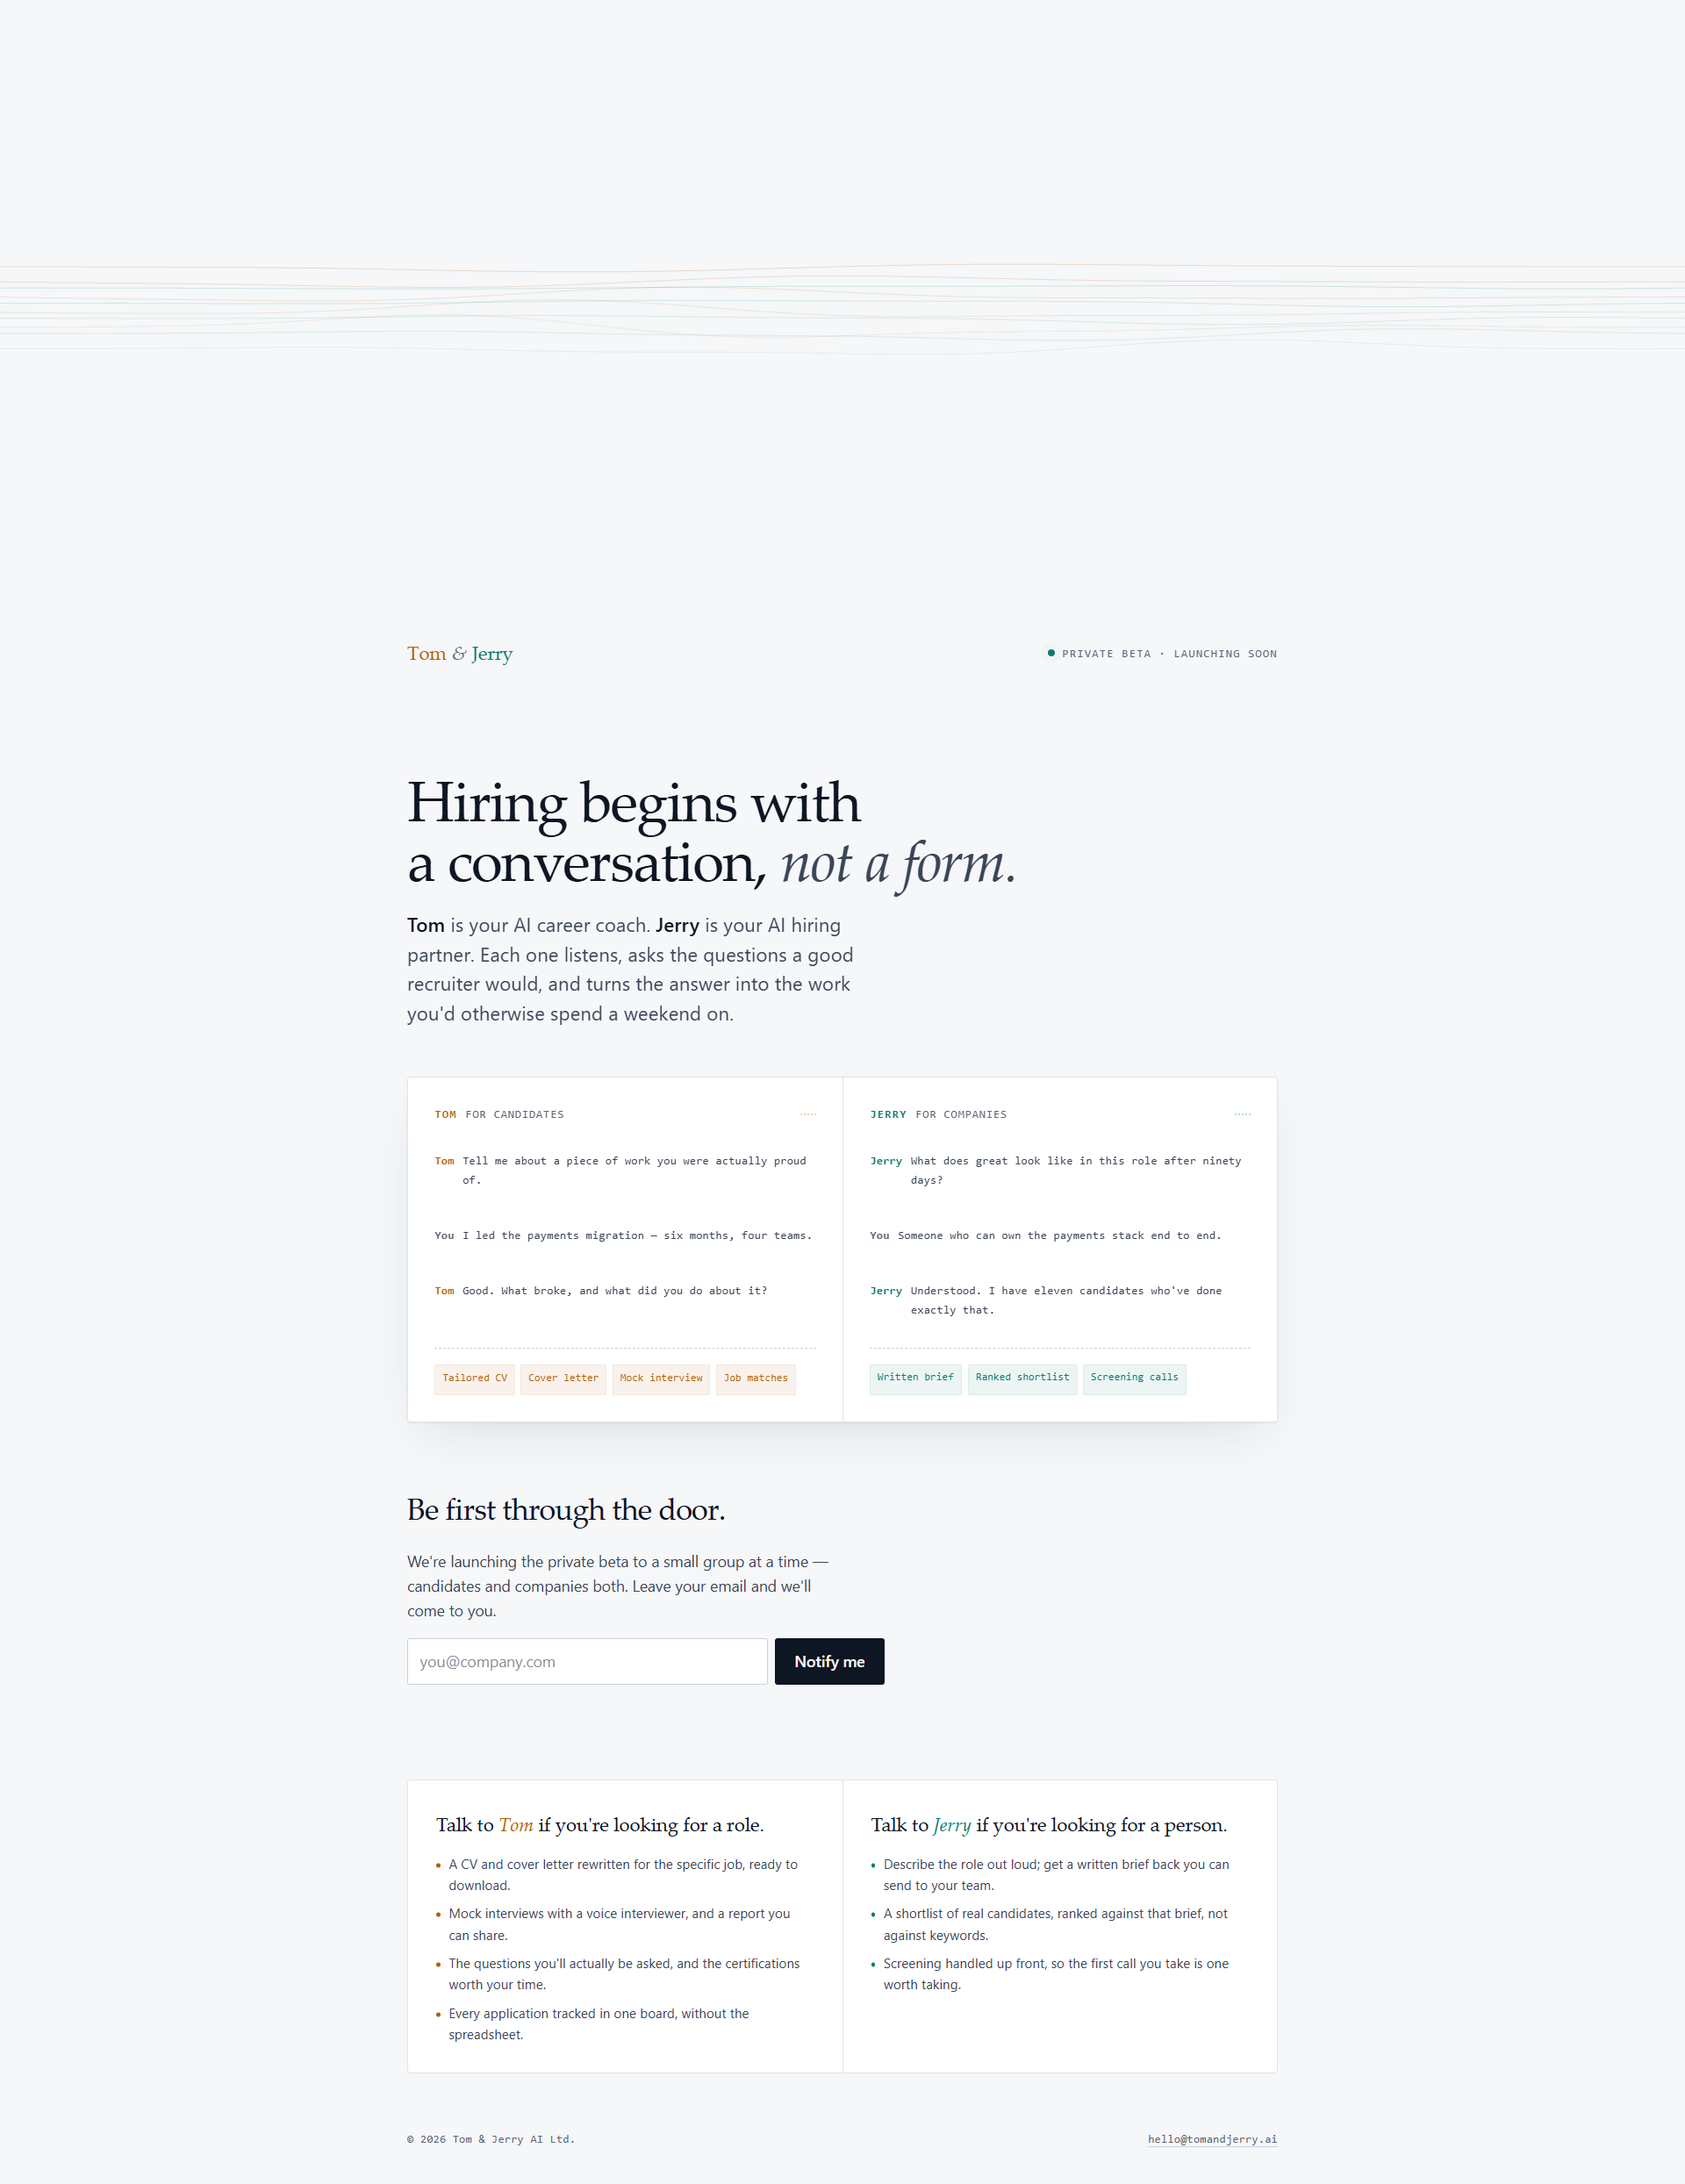 Tom & Jerry
PRIVATE BETA · LAUNCHING SOON
Hiring begins with
a conversation, not a form.
Tom is your AI career coach. Jerry is your AI hiring
partner. Each one listens, asks the questions a good
recruiter would, and turns the answer into the work
you'd otherwise spend a weekend on.
TOM FOR CANDIDATES
Tom Tell me about a piece of work you were actually proud
of.
You I led the payments migration — six months, four teams.
Tom Good. What broke, and what did you do about it?
Tailored CV Cover letter Mock interview Job matches
JERRY FOR COMPANIES
Jerry What does great look like in this role after ninety
days?
You Someone who can own the payments stack end to end.
Jerry Understood. I have eleven candidates who've done
exactly that.
Written brief Ranked shortlist Screening calls
Be first through the door.
We're launching the private beta to a small group at a time —
candidates and companies both. Leave your email and we'll
come to you.
you@company.com
Notify me
Talk to Tom if you're looking for a role.
• A CV and cover letter rewritten for the specific job, ready to
download.
• Mock interviews with a voice interviewer, and a report you
can share.
• The questions you'll actually be asked, and the certifications
worth your time.
• Every application tracked in one board, without the
spreadsheet.
Talk to Jerry if you're looking for a person.
• Describe the role out loud; get a written brief back you can
send to your team.
• A shortlist of real candidates, ranked against that brief, not
against keywords.
• Screening handled up front, so the first call you take is one
worth taking.
© 2026 Tom & Jerry AI Ltd.
hello@tomandjerry.ai